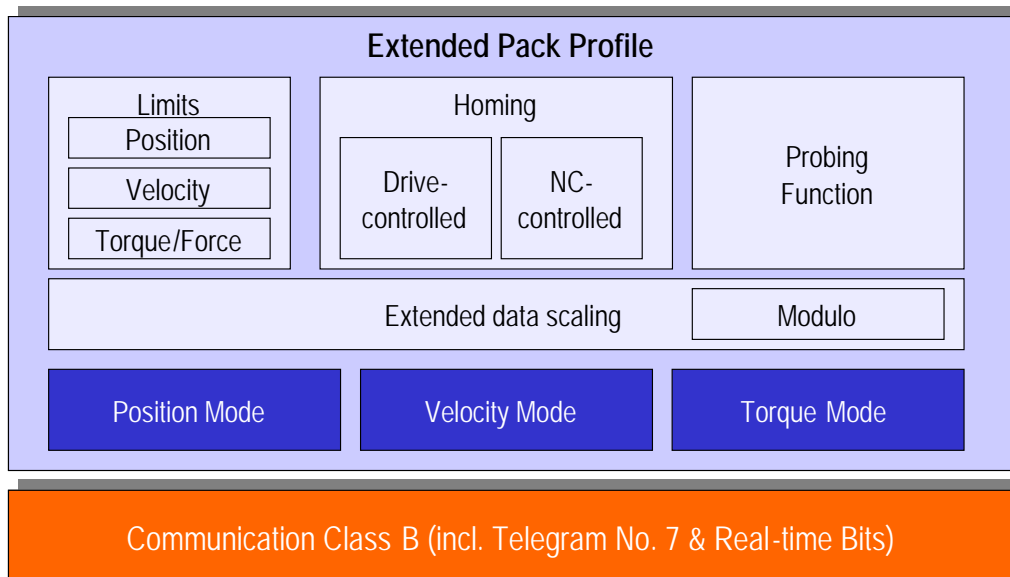 Extended Pack Profile
Limits
Position
Velocity
Torque/Force
Homing
Drive-
controlled
NC-
controlled
Probing
Function
Extended data scaling
Modulo
Position Mode
Velocity Mode
Torque Mode
Communication Class B (incl. Telegram No. 7 & Real-time Bits)